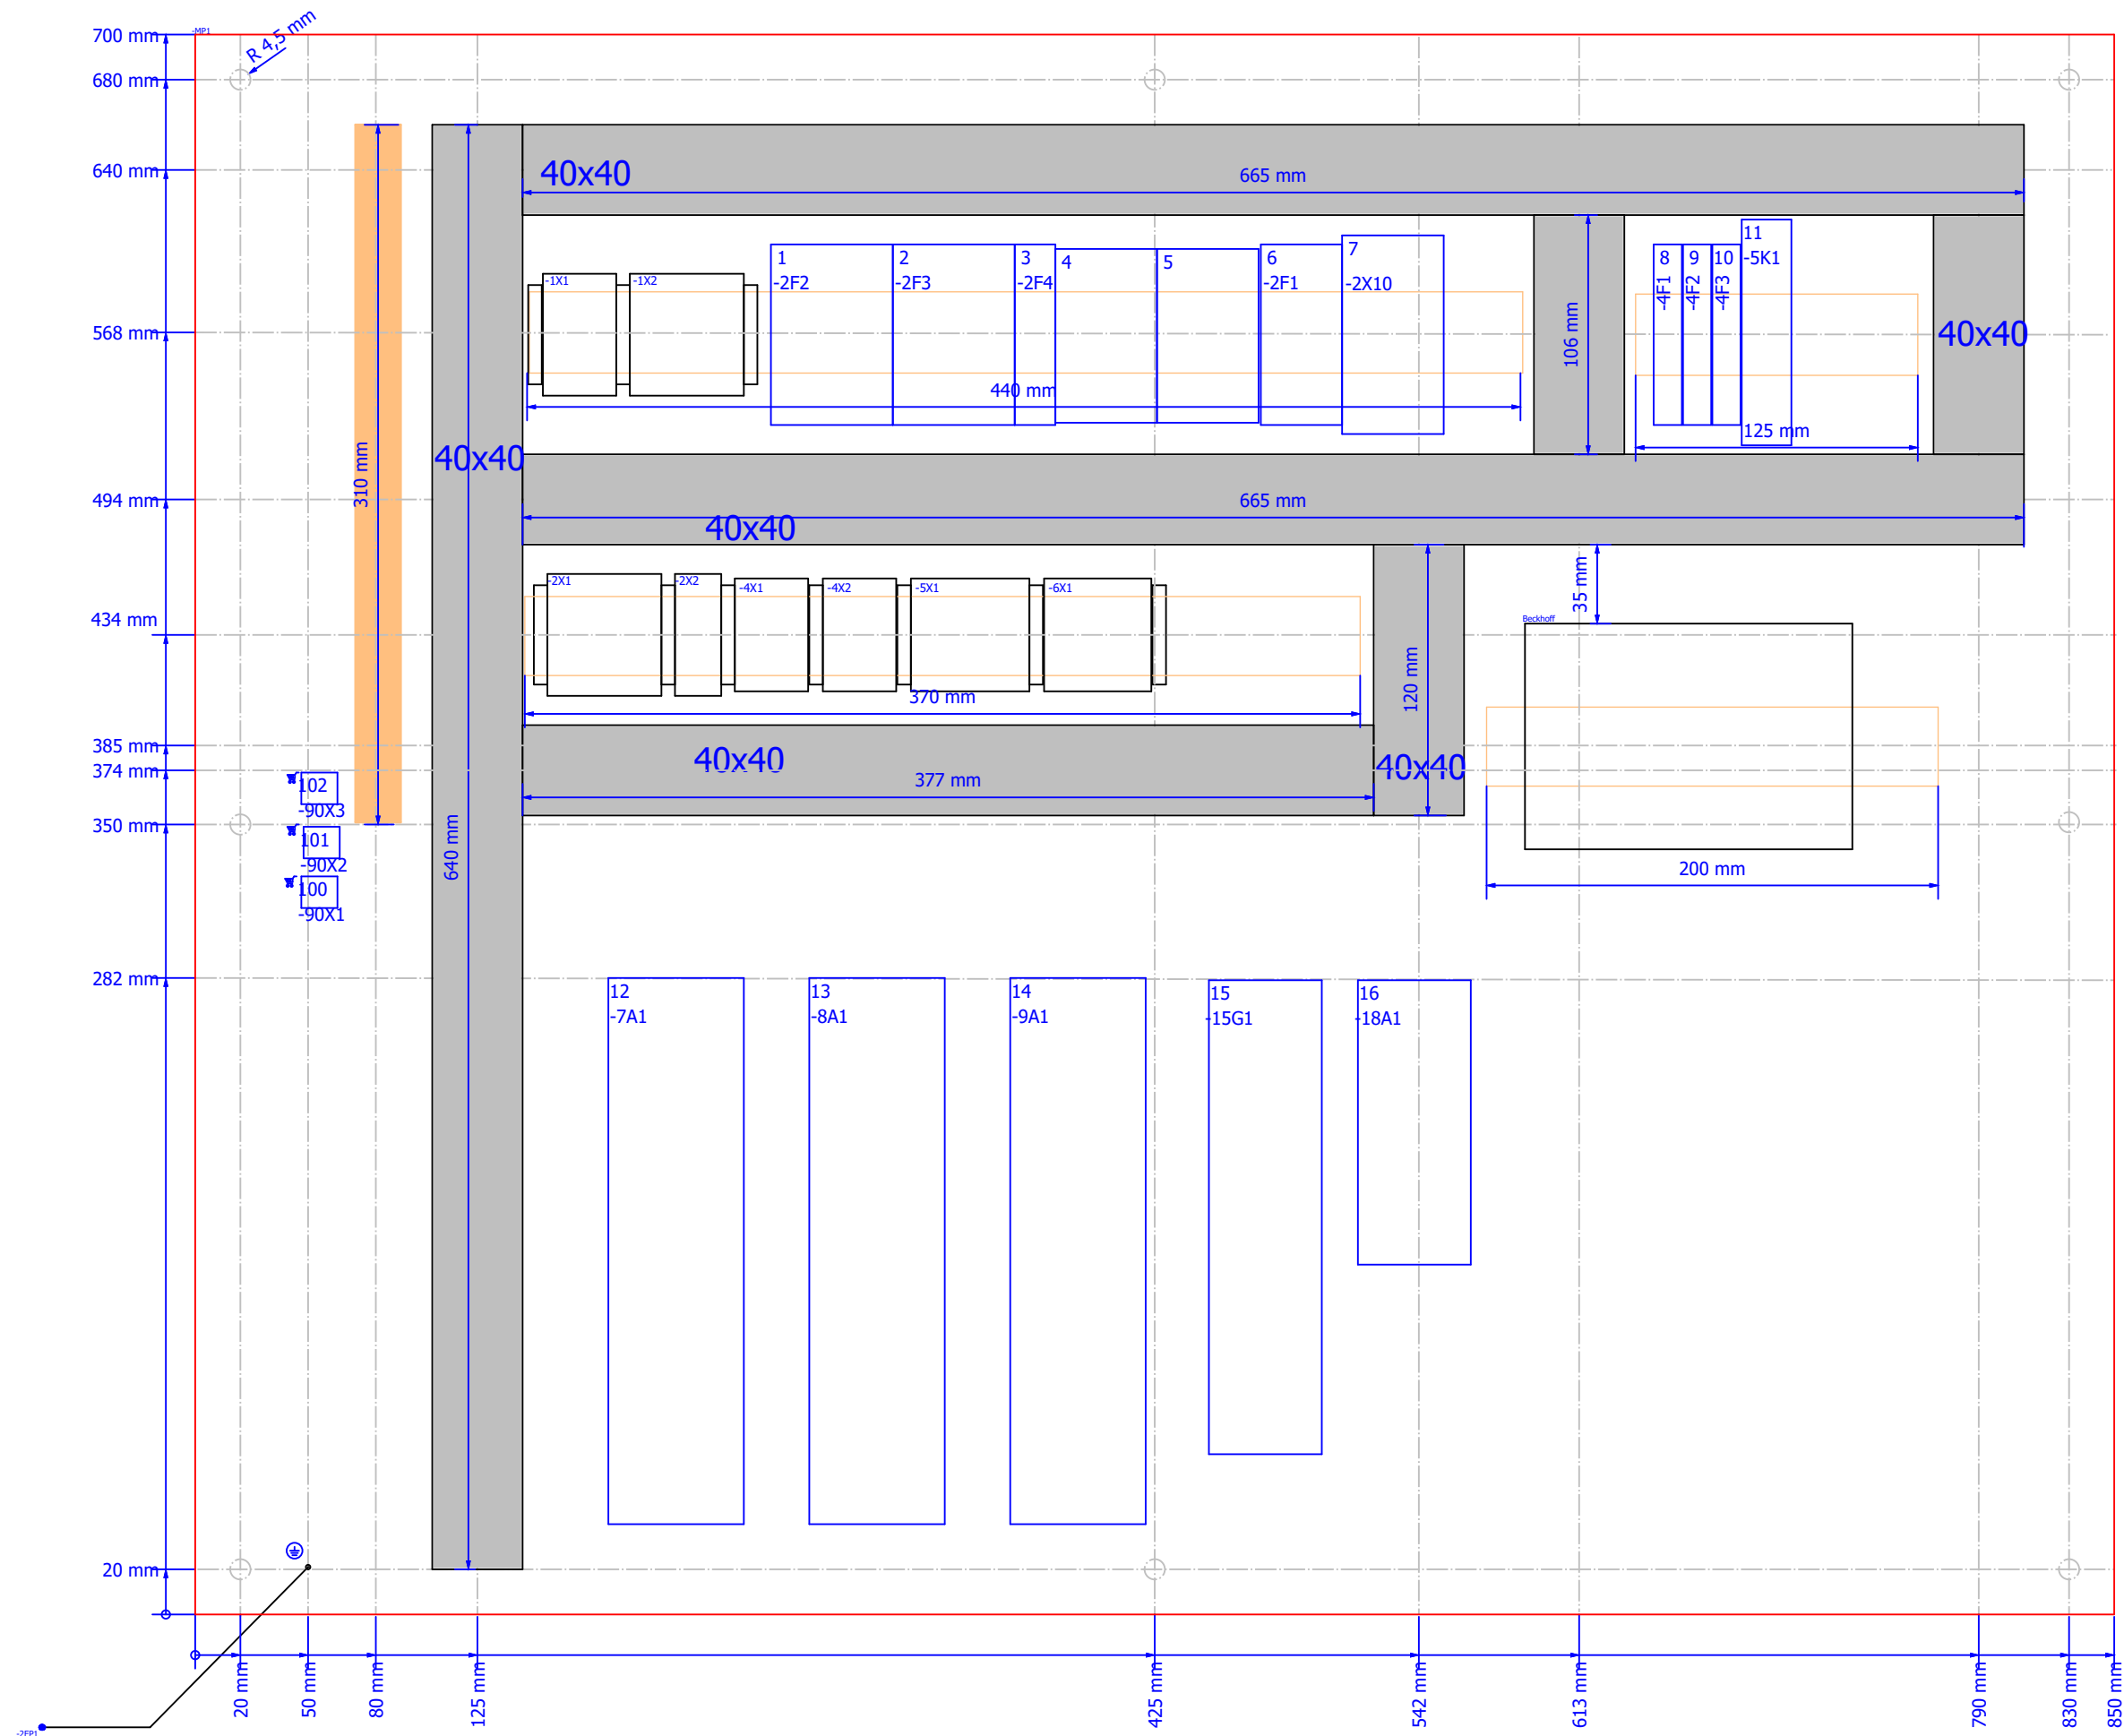 700 mm
-MP1
R 4,5 mm
680 mm
640 mm
40x40
665 mm
1
-2F2
2
-2F3
3
-2F4
4
5
6
-2F1
7
-2X10
8
-4F1
9
-4F2
10
-4F3
11
-5K1
-1X1
-1X2
568 mm
106 mm
40x40
440 mm
125 mm
310 mm
40x40
494 mm
665 mm
40x40
-2X1
-2X2
-4X1
-4X2
-5X1
-6X1
35 mm
434 mm
Beckhoff
120 mm
370 mm
385 mm
374 mm
40x40
40x40
377 mm
102
-90X3
350 mm
101
-90X2
640 mm
200 mm
100
-90X1
282 mm
12
-7A1
13
-8A1
14
-9A1
15
-15G1
16
-18A1
20 mm
20 mm
50 mm
80 mm
125 mm
425 mm
542 mm
613 mm
790 mm
830 mm
850 mm